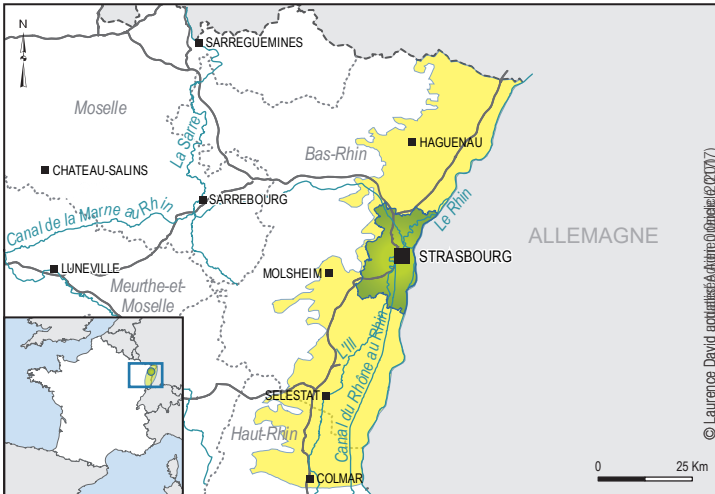 N
SARREGUEMINES
Moselle
La Sarre
Bas-Rhin
HAGUENAU
CHATEAU-SALINS
SARREBOURG
Le Rhin
Canal de la Marne au Rhin
ALLEMAGNE
STRASBOURG
LUNEVILLE
MOLSHEIM
Meurthe-et-
Moselle
L'Ill
Canal du Rhône au Rhin
SELESTAT
Haut-Rhin
COLMAR
0 25 Km
© Laurence David